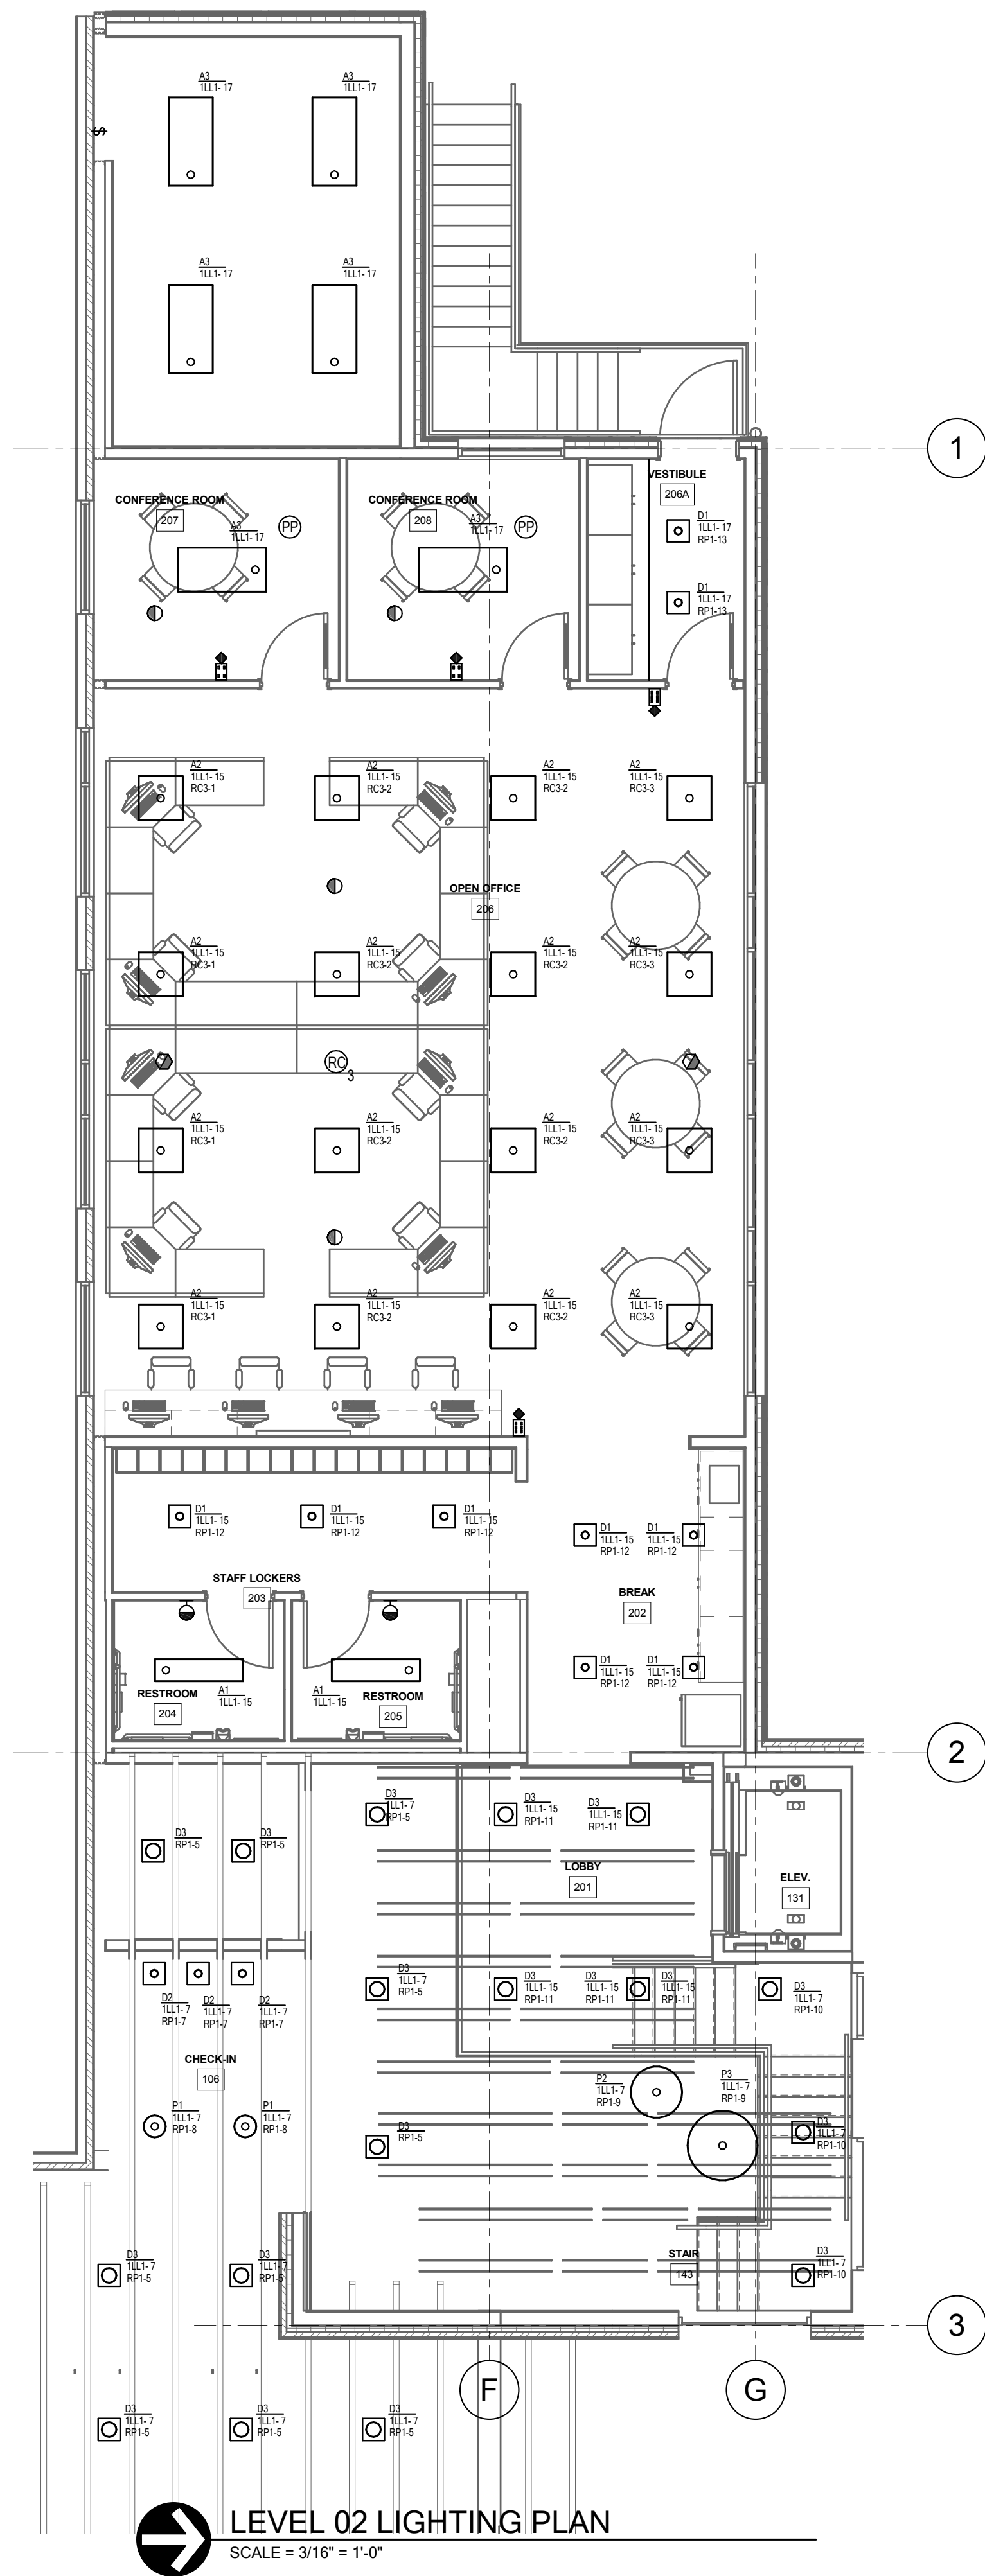 A3
1LL1- 17
A3
1LL1- 17
$
A3
1LL1- 17
A3
1LL1- 17
1
VESTIBULE
206A
CONFERENCE ROOM
207
A3
1LL1- 17
PP
CONFERENCE ROOM
208
A3
1LL1- 17
PP
D1
1LL1- 17
RP1-13
D1
1LL1- 17
RP1-13
A2
1LL1- 15
RC3-1
A2
1LL1- 15
RC3-2
A2
1LL1- 15
RC3-2
A2
1LL1- 15
RC3-3
OPEN OFFICE
206
A2
1LL1- 15
RC3-1
A2
1LL1- 15
RC3-2
A2
1LL1- 15
RC3-2
A2
1LL1- 15
RC3-3
RC
3
A2
1LL1- 15
RC3-1
A2
1LL1- 15
RC3-2
A2
1LL1- 15
RC3-2
A2
1LL1- 15
RC3-3
A2
1LL1- 15
RC3-1
A2
1LL1- 15
RC3-2
A2
1LL1- 15
RC3-2
A2
1LL1- 15
RC3-3
D1
1LL1- 15
RP1-12
D1
1LL1- 15
RP1-12
D1
1LL1- 15
RP1-12
D1
1LL1- 15
RP1-12
D1
1LL1- 15
RP1-12
STAFF LOCKERS
203
BREAK
202
D1
1LL1- 15
RP1-12
D1
1LL1- 15
RP1-12
RESTROOM
204
A1
1LL1- 15
A1
1LL1- 15
RESTROOM
205
2
D3
1LL1- 7
RP1-5
D3
1LL1- 15
RP1-11
D3
1LL1- 15
RP1-11
D3
RP1-5
D3
RP1-5
LOBBY
201
ELEV.
131
D3
1LL1- 7
RP1-5
D3
1LL1- 15
RP1-11
D3
1LL1- 15
RP1-11
D3
1LL1- 15
RP1-11
D3
1LL1- 7
RP1-10
D2
1LL1- 7
RP1-7
D2
1LL1- 7
RP1-7
D2
1LL1- 7
RP1-7
CHECK-IN
106
P2
1LL1- 7
RP1-9
P3
1LL1- 7
RP1-9
P1
1LL1- 7
RP1-8
P1
1LL1- 7
RP1-8
D3
RP1-5
D3
1LL1- 7
RP1-10
D3
1LL1- 7
RP1-5
D3
1LL1- 7
RP1-5
STAIR
143
D3
1LL1- 7
RP1-10
3
F
G
D3
1LL1- 7
RP1-5
D3
1LL1- 7
RP1-5
D3
1LL1- 7
RP1-5
LEVEL 02 LIGHTING PLAN
SCALE = 3/16" = 1'-0"